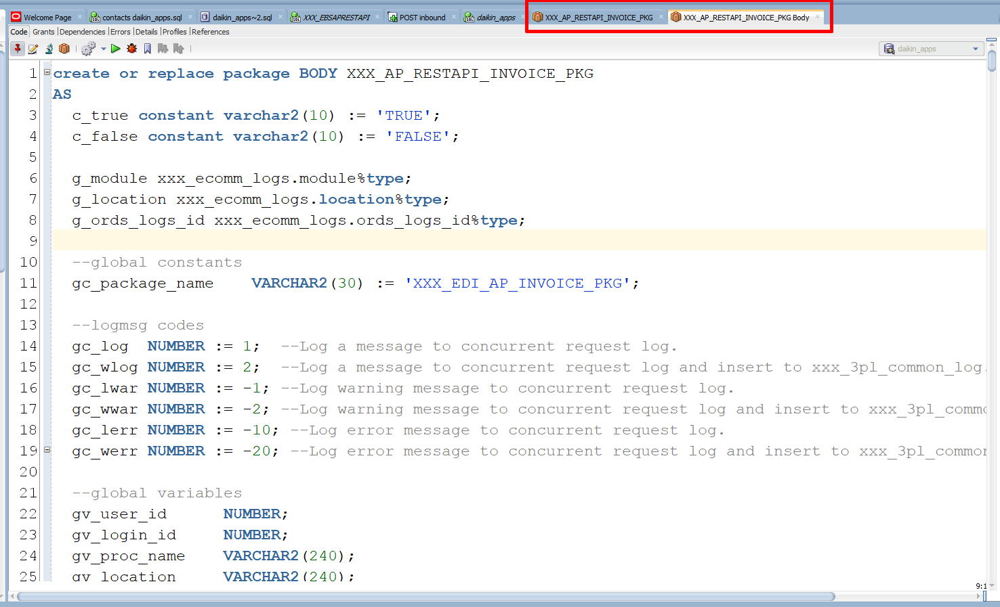 Welcome Page contacts daikin_apps.sql daikin_apps~2.sql XXX_EBSAPRESTAPI POST inbound daikin_apps XXX_AP_RESTAPI_INVOICE_PKG XXX_AP_RESTAPI_INVOICE_PKG Body
Code Grants Dependencies Errors Details Profiles References
daikin_apps
1 create or replace package BODY XXX_AP_RESTAPI_INVOICE_PKG
2 AS
3 c_true constant varchar2(10) := 'TRUE';
4 c_false constant varchar2(10) := 'FALSE';
5
6 g_module xxx_ecomm_logs.module%type;
7 g_location xxx_ecomm_logs.location%type;
8 g_ords_logs_id xxx_ecomm_logs.ords_logs_id%type;
9
10 --global constants
11 gc_package_name VARCHAR2(30) := 'XXX_EDI_AP_INVOICE_PKG';
12
13 --logmsg codes
14 gc_log NUMBER := 1; --Log a message to concurrent request log.
15 gc_wlog NUMBER := 2; --Log a message to concurrent request log and insert to xxx_3pl_common_log.
16 gc_lwar NUMBER := -1; --Log warning message to concurrent request log.
17 gc_wwar NUMBER := -2; --Log warning message to concurrent request log and insert to xxx_3pl_commo
18 gc_lerr NUMBER := -10; --Log error message to concurrent request log.
19 gc_werr NUMBER := -20; --Log error message to concurrent request log and insert to xxx_3pl_common
20
21 --global variables
22 gv_user_id NUMBER;
23 gv_login_id NUMBER;
24 gv_proc_name VARCHAR2(240);
25 gv_location VARCHAR2(240);
9:1